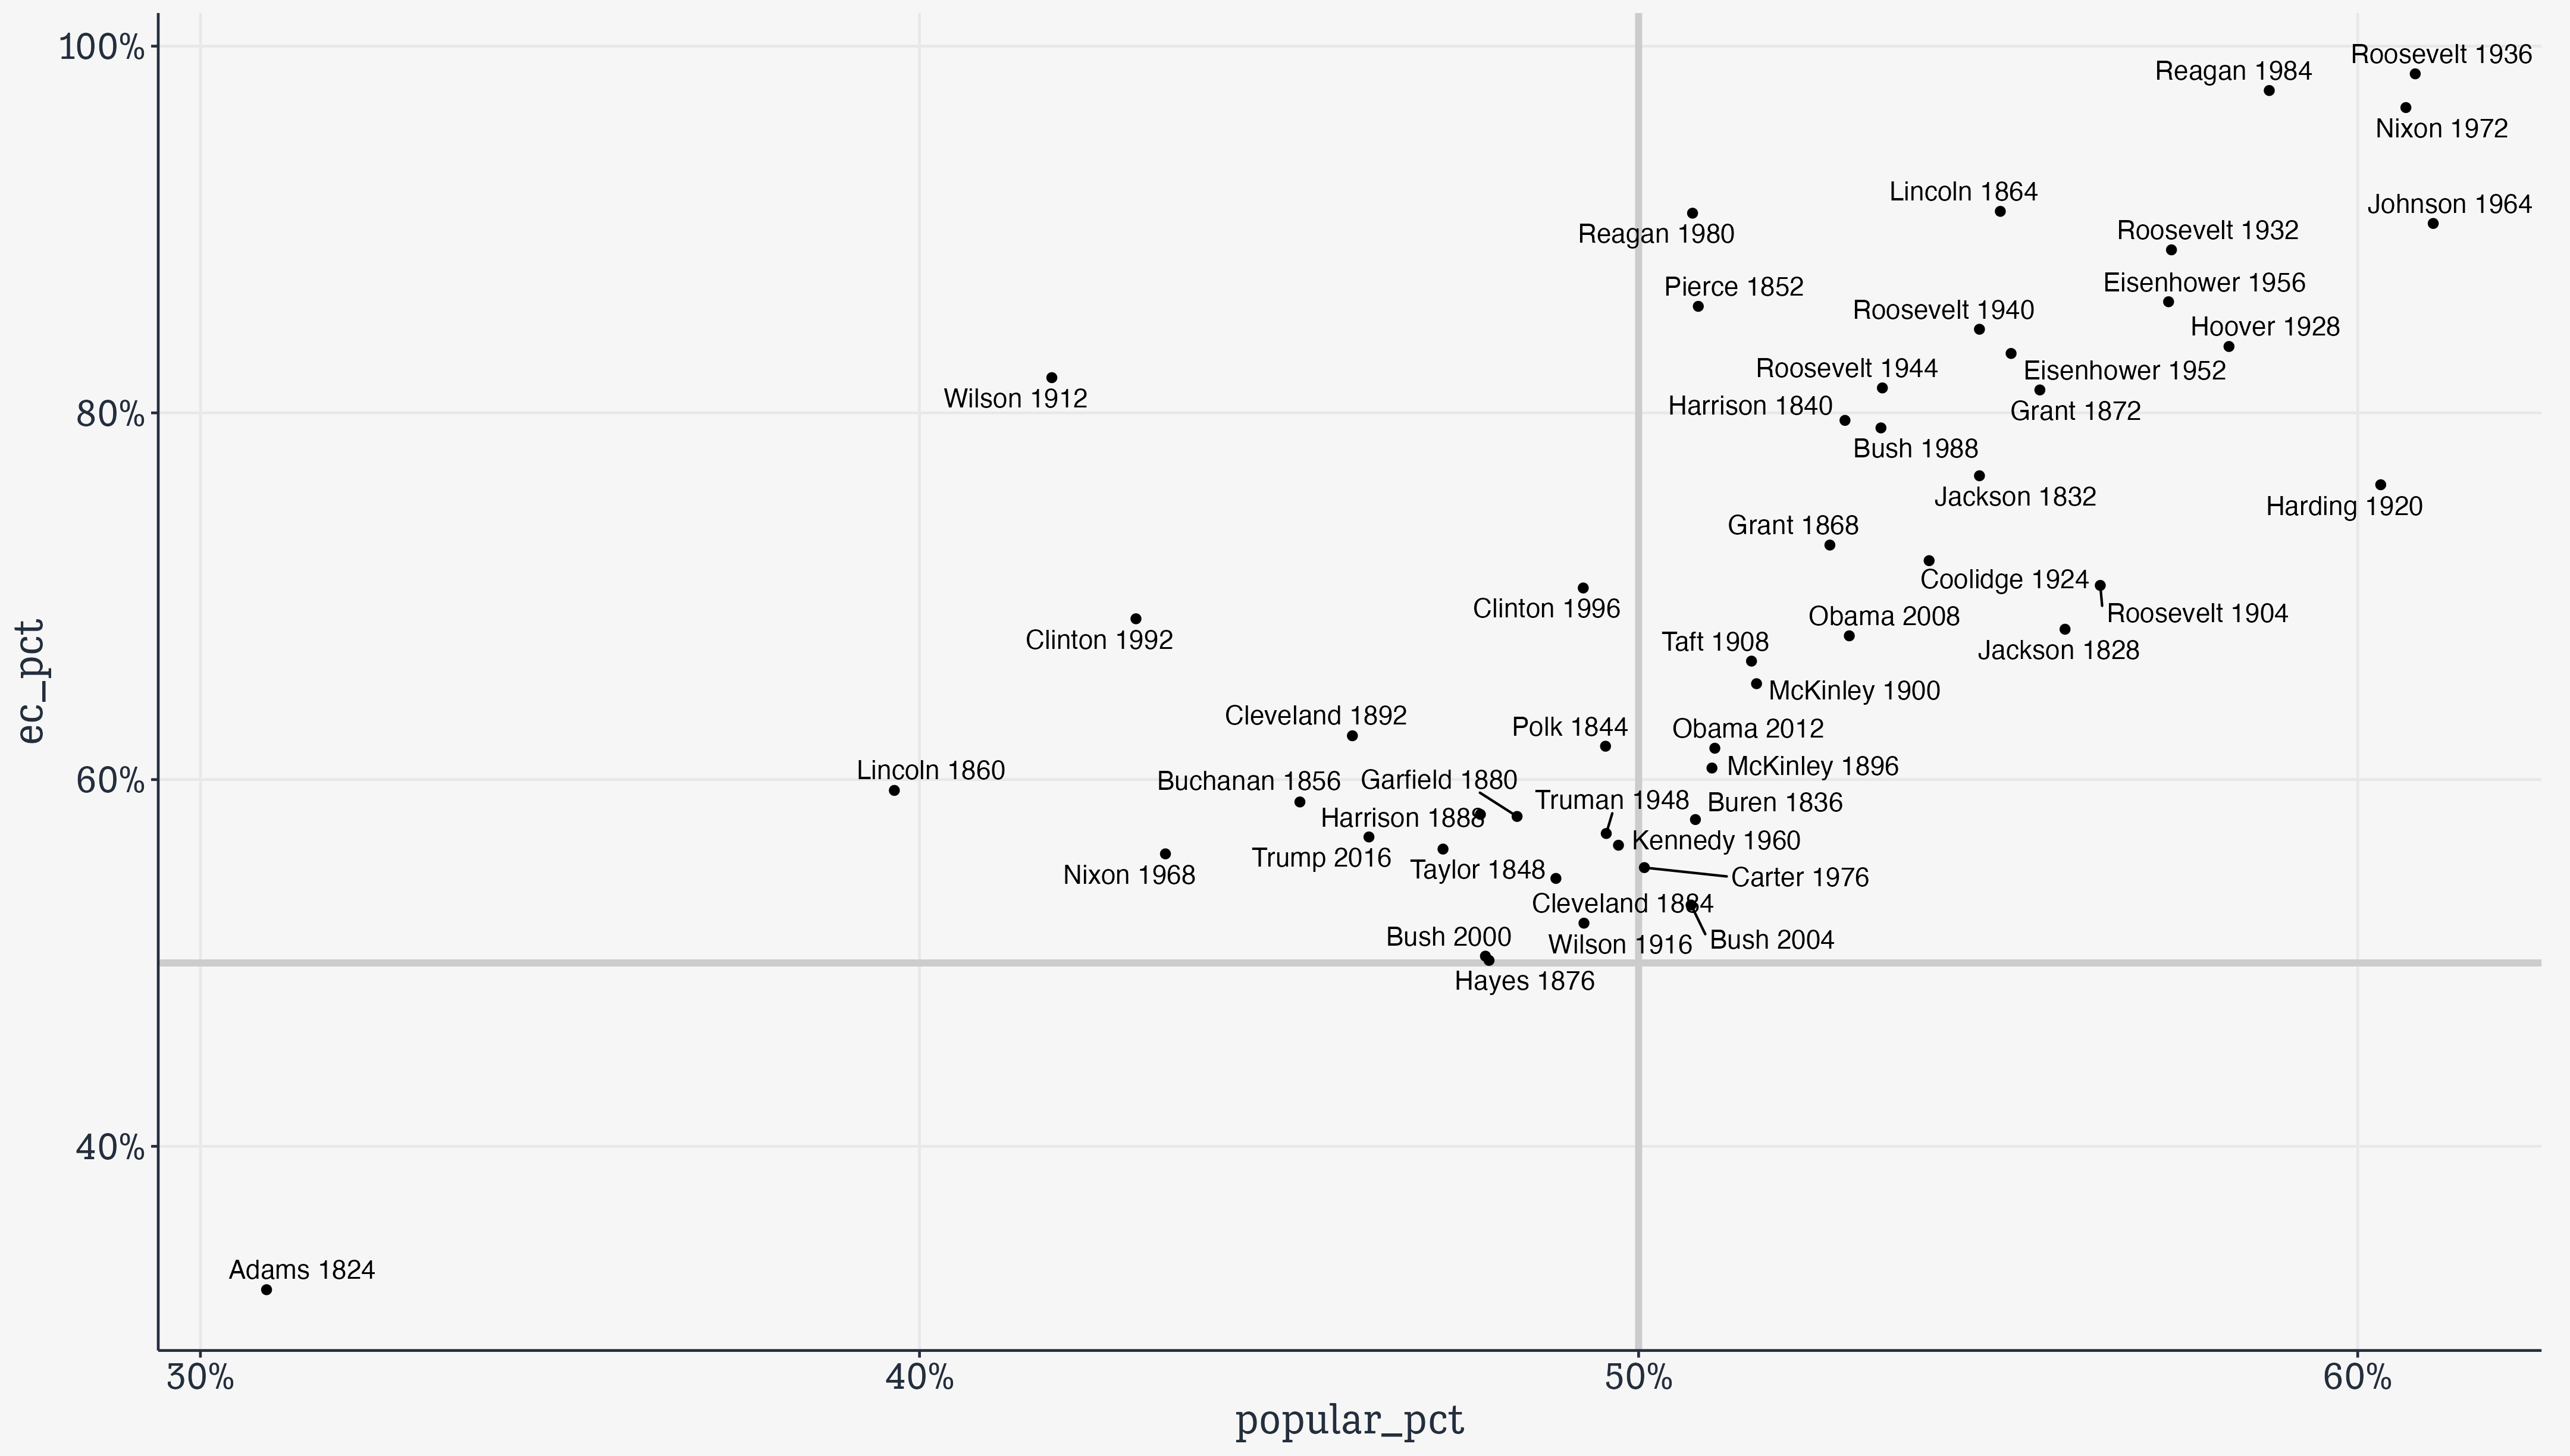 100%
Roosevelt 1936
Reagan 1984
Nixon 1972
Lincoln 1864
Johnson 1964
Reagan 1980
Roosevelt 1932
Pierce 1852
Eisenhower 1956
Roosevelt 1940
Hoover 1928
Roosevelt 1944
Eisenhower 1952
Wilson 1912
Harrison 1840
Grant 1872
80%
Bush 1988
Jackson 1832
Harding 1920
Grant 1868
Coolidge 1924
Clinton 1996
Roosevelt 1904
Obama 2008
Clinton 1992
Taft 1908
Jackson 1828
ec_pct
McKinley 1900
Cleveland 1892
Polk 1844
Obama 2012
McKinley 1896
Lincoln 1860
60%
Buchanan 1856
Garfield 1880
Truman 1948
Buren 1836
Harrison 1888
Kennedy 1960
Trump 2016
Taylor 1848
Nixon 1968
Carter 1976
Cleveland 1884
Bush 2000
Wilson 1916
Bush 2004
Hayes 1876
40%
Adams 1824
30%
40%
50%
60%
popular_pct